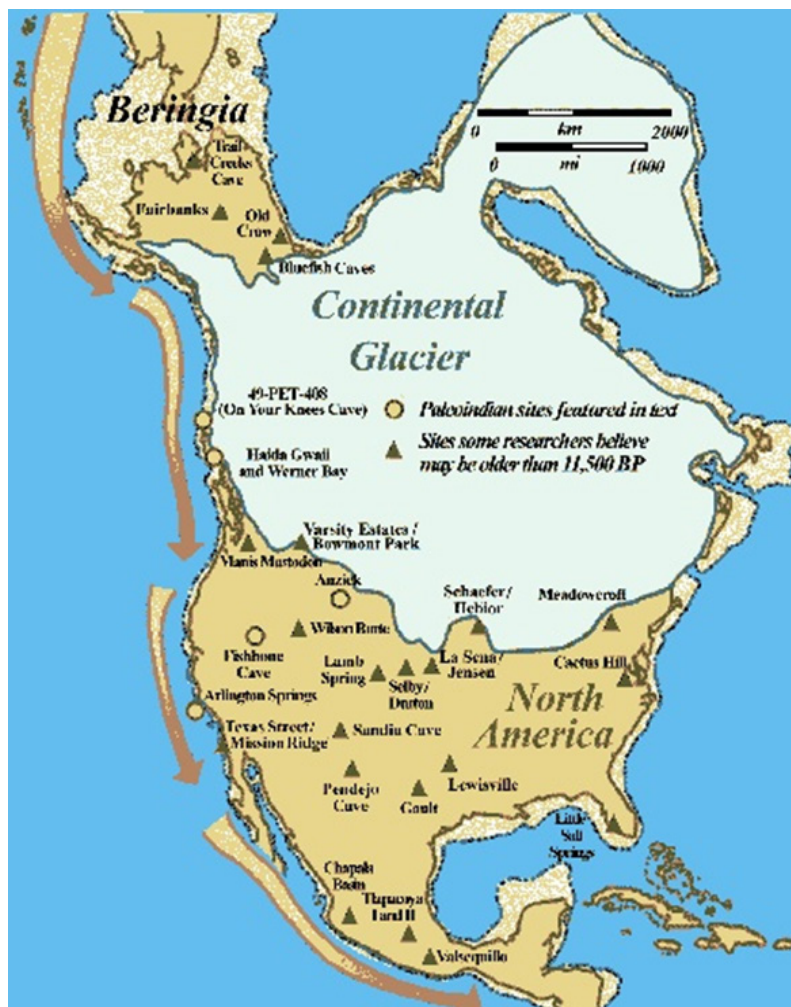 Beringia
0 km 2000
0 mi 1000
Trail
Creeks
Cave
Fairbanks
Old
Crow
Bluefish Caves
Continental
Glacier
49-PET-408
(On Your Knees Cave)
Paleoindian sites featured in text
Haida Gwaii
and Werner Bay
Sites some researchers believe
may be older than 11,500 BP
Varsity Estates /
Bowmont Park
Manis Mastodon
Anzick
Schaefer/
Hebior
Meadowcroft
Wilson Butte
Fishbone
Cave
Lamb
Spring
Selby/
Dutton
La Sena/
Jensen
Cactus Hill
Arlington Springs
North
America
Texas Street/
Mission Ridge
Sandia Cave
Pendejo
Cave
Gault
Lewisville
Little
Salt
Springs
Chapala
Basin
Tlapacoya
I and II
Valsequillo